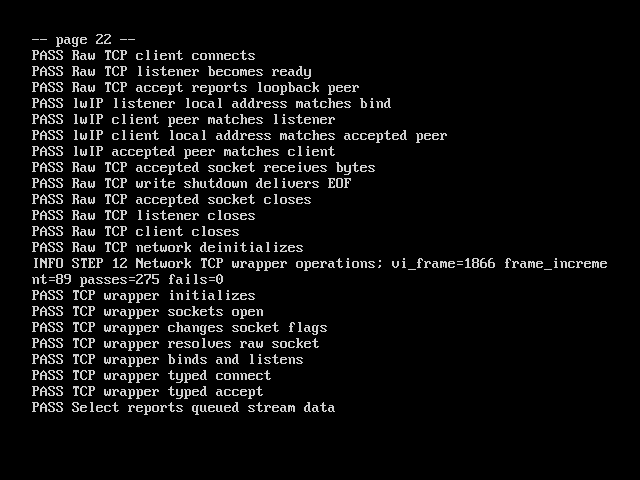 -- page 22 --
PASS Raw TCP client connects
PASS Raw TCP listener becomes ready
PASS Raw TCP accept reports loopback peer
PASS lwIP listener local address matches bind
PASS lwIP client peer matches listener
PASS lwIP client local address matches accepted peer
PASS lwIP accepted peer matches client
PASS Raw TCP accepted socket receives bytes
PASS Raw TCP write shutdown delivers EOF
PASS Raw TCP accepted socket closes
PASS Raw TCP listener closes
PASS Raw TCP client closes
PASS Raw TCP network deinitializes
INFO STEP 12 Network TCP wrapper operations; vi_frame=1866 frame_increme
nt=89 passes=275 fails=0
PASS TCP wrapper initializes
PASS TCP wrapper sockets open
PASS TCP wrapper changes socket flags
PASS TCP wrapper resolves raw socket
PASS TCP wrapper binds and listens
PASS TCP wrapper typed connect
PASS TCP wrapper typed accept
PASS Select reports queued stream data